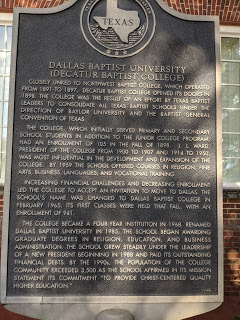 TEXAS
DALLAS BAPTIST UNIVERSITY
(DECATUR BAPTIST COLLEGE)
CLOSELY LINKED TO NORTHWEST BAPTIST COLLEGE, WHICH OPERATED
FROM 1891 TO 1897, DECATUR BAPTIST COLLEGE OPENED ITS DOORS IN
1898. THE COLLEGE WAS THE RESULT OF AN EFFORT BY TEXAS BAPTIST
LEADERS TO CONSOLIDATE ALL TEXAS BAPTIST SCHOOLS UNDER THE
DIRECTION OF BAYLOR UNIVERSITY AND THE BAPTIST GENERAL
CONVENTION OF TEXAS.
THE COLLEGE, WHICH INITIALLY SERVED PRIMARY AND SECONDARY
SCHOOL STUDENTS IN ADDITION TO THE JUNIOR COLLEGE PROGRAM,
HAD AN ENROLLMENT OF 105 IN THE FALL OF 1898. J. L. WARD,
PRESIDENT OF THE COLLEGE FROM 1900 TO 1907 AND 1914 TO 1950,
WAS MOST INFLUENTIAL IN THE DEVELOPMENT AND EXPANSION OF THE
COLLEGE. BY 1959 THE SCHOOL OFFERED COURSES IN RELIGION, FINE
ARTS, BUSINESS, LANGUAGES, AND VOCATIONAL TRAINING.
INCREASING FINANCIAL CHALLENGES AND DECREASING ENROLLMENT
LED THE COLLEGE TO ACCEPT AN INVITATION TO MOVE TO DALLAS. THE
SCHOOL'S NAME WAS CHANGED TO DALLAS BAPTIST COLLEGE IN
FEBRUARY 1965; ITS FIRST CLASSES WERE HELD THAT FALL, WITH AN
ENROLLMENT OF 941.
THE COLLEGE BECAME A FOUR-YEAR INSTITUTION IN 1968. RENAMED
DALLAS BAPTIST UNIVERSITY IN 1985, THE SCHOOL BEGAN AWARDING
GRADUATE DEGREES IN RELIGION, EDUCATION, AND BUSINESS
ADMINISTRATION. THE SCHOOL GREW STEADILY UNDER THE LEADERSHIP
OF A NEW PRESIDENT BEGINNING IN 1988 AND PAID ITS OUTSTANDING
FINANCIAL DEBTS. BY THE 1990s, THE POPULATION OF THE COLLEGE
COMMUNITY EXCEEDED 3,500 AS THE SCHOOL AFFIRMED IN ITS MISSION
STATEMENT ITS COMMITMENT "TO PROVIDE CHRIST-CENTERED QUALITY
HIGHER EDUCATION."